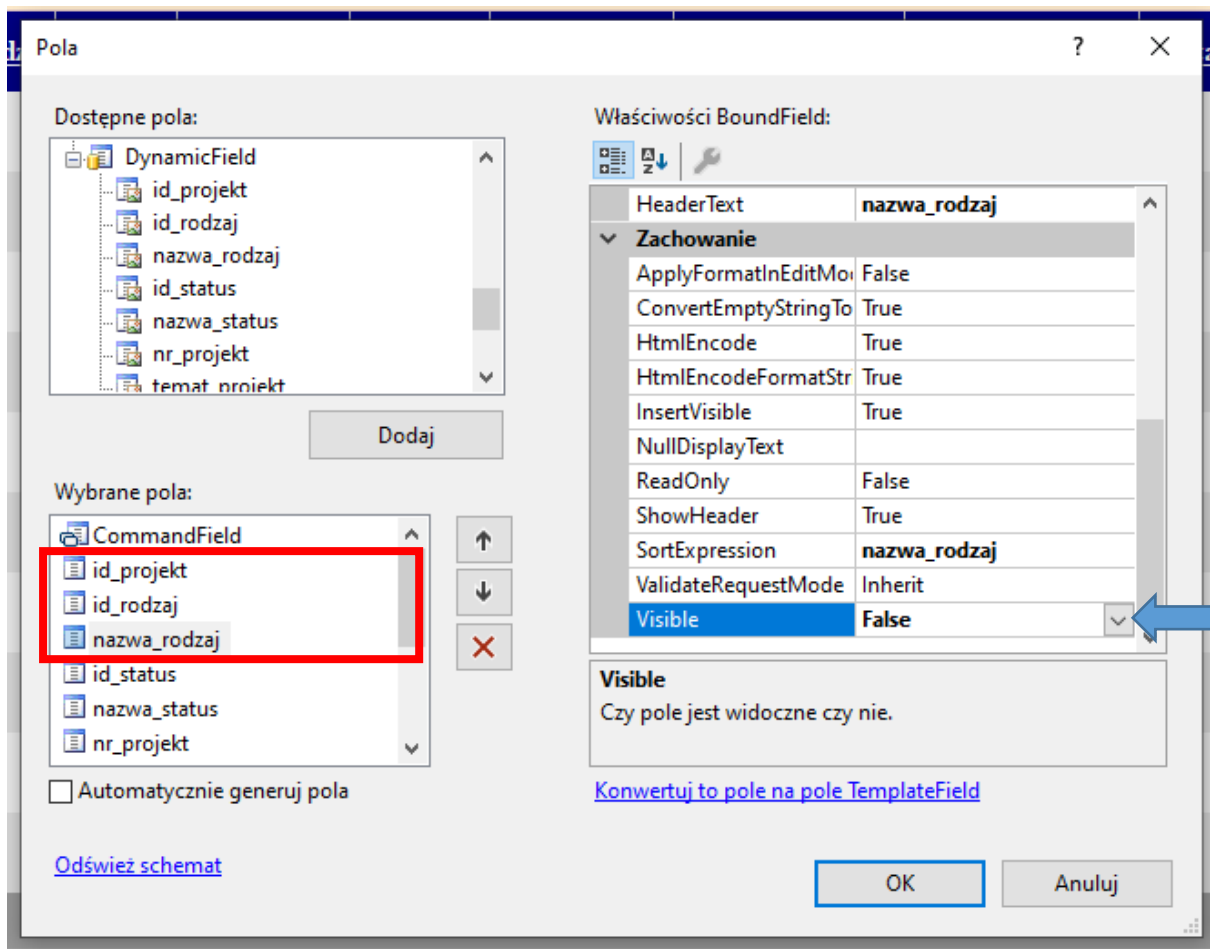 Pola
?
Dostępne pola:
DynamicField
id_projekt
id_rodzaj
nazwa_rodzaj
id_status
nazwa_status
nr_projekt
temat_projekt
Dodaj
Wybrane pola:
CommandField
id_projekt
id_rodzaj
nazwa_rodzaj
id_status
nazwa_status
nr_projekt
Automatycznie generuj pola
Odśwież schemat
Właściwości BoundField:
HeaderText nazwa_rodzaj
Zachowanie
ApplyFormatInEditMo False
ConvertEmptyStringTo True
HtmlEncode True
HtmlEncodeFormatStr True
InsertVisible True
NullDisplayText
ReadOnly False
ShowHeader True
SortExpression nazwa_rodzaj
ValidateRequestMode Inherit
Visible False
Visible
Czy pole jest widoczne czy nie.
Konwertuj to pole na pole TemplateField
OK
Anuluj